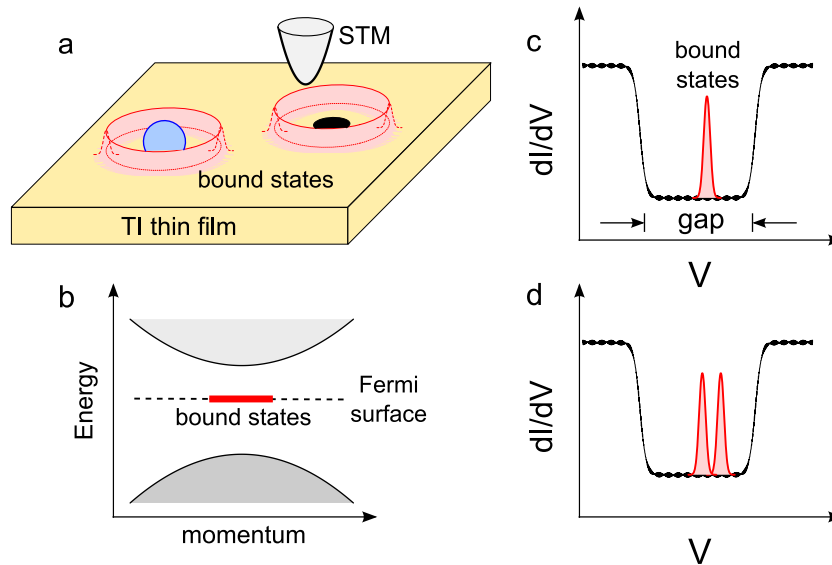 a
STM
bound states
TI thin film
b
Energy
bound states
Fermi
surface
momentum
c
bound
states
dI/dV
gap
V
d
dI/dV
V